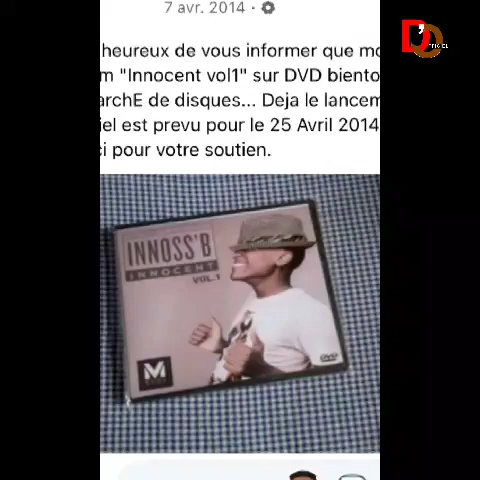 7 avr. 2014 ·
heureux de vous informer que mo
m "Innocent vol1" sur DVD biento
archE de disques... Deja le lancem
iel est prevu pour le 25 Avril 2014
ci pour votre soutien.
INNOSS'B
INNOCENT
VOL.1
M
DVD